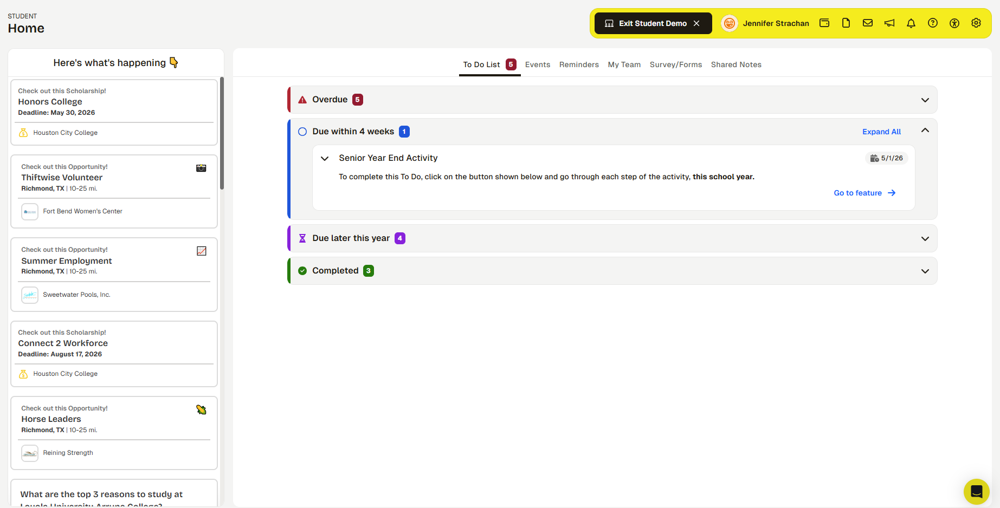 STUDENT
Home
Exit Student Demo
Jennifer Strachan
Here's what's happening
Check out this Scholarship!
Honors College
Deadline: May 30, 2026
Houston City College
Check out this Opportunity!
Thiftwise Volunteer
Richmond, TX | 10-25 mi.
Fort Bend Women's Center
Check out this Opportunity!
Summer Employment
Richmond, TX | 10-25 mi.
Sweetwater Pools, Inc.
Check out this Scholarship!
Connect 2 Workforce
Deadline: August 17, 2026
Houston City College
Check out this Opportunity!
Horse Leaders
Richmond, TX | 10-25 mi.
Reining Strength
What are the top 3 reasons to study at
Loyola University Arrupe College?
To Do List 5 Events Reminders My Team Survey/Forms Shared Notes
Overdue 5
Due within 4 weeks 1
Expand All
Senior Year End Activity
5/1/26
To complete this To Do, click on the button shown below and go through each step of the activity, this school year.
Go to feature
Due later this year 4
Completed 3